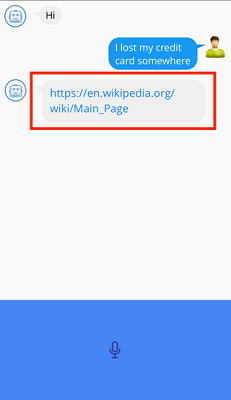 Hi
I lost my credit
card somewhere
https://en.wikipedia.org/
wiki/Main_Page